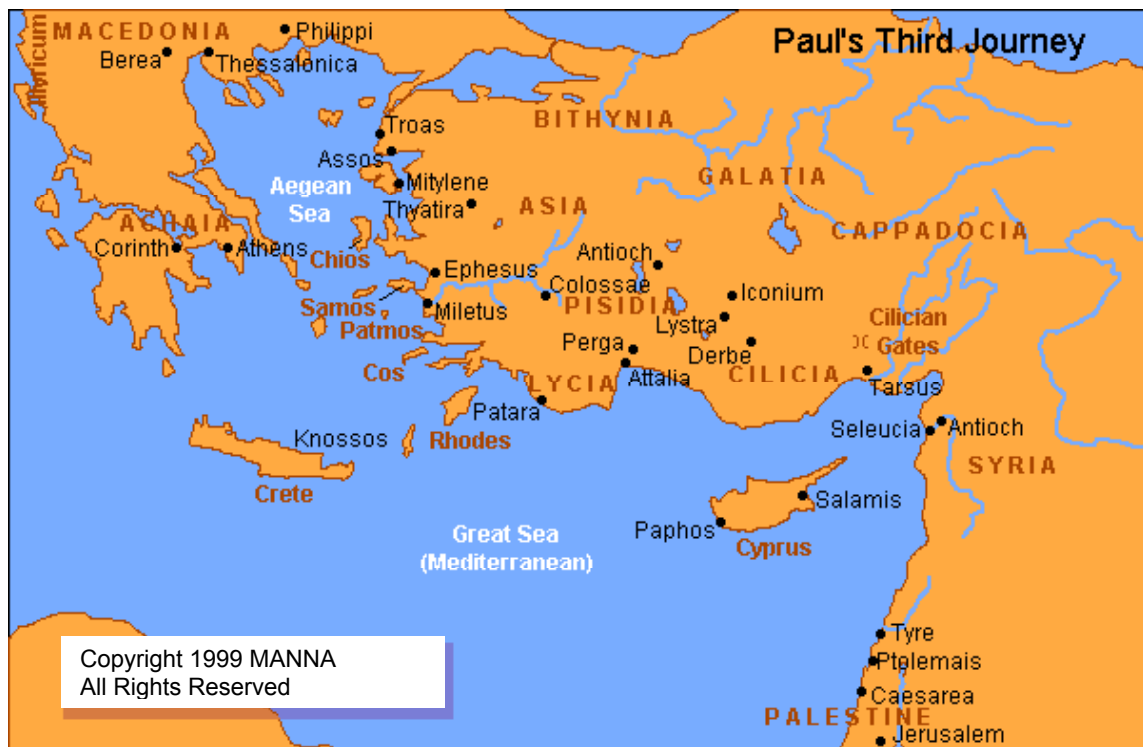 MACEDONIA
Philippi
Paul's Third Journey
Berea
Thessalonica
Illyricum
BITHYNIA
Troas
Assos
GALATIA
Aegean
Sea
Mitylene
Thyatira
ASIA
ACHAIA
CAPPADOCIA
Corinth
Athens
Chios
Antioch
Ephesus
Colossae
Iconium
Samos
Miletus
PISIDIA
Patmos
Lystra
Cilician
Gates
Perga
Derbe
Cos
Attalia
CILICIA
LYCIA
Tarsus
Patara
Seleucia
Antioch
Knossos
Rhodes
SYRIA
Crete
Salamis
Paphos
Great Sea
(Mediterranean)
Cyprus
Tyre
Copyright 1999 MANNA
All Rights Reserved
Ptolemais
Caesarea
PALESTINE
Jerusalem